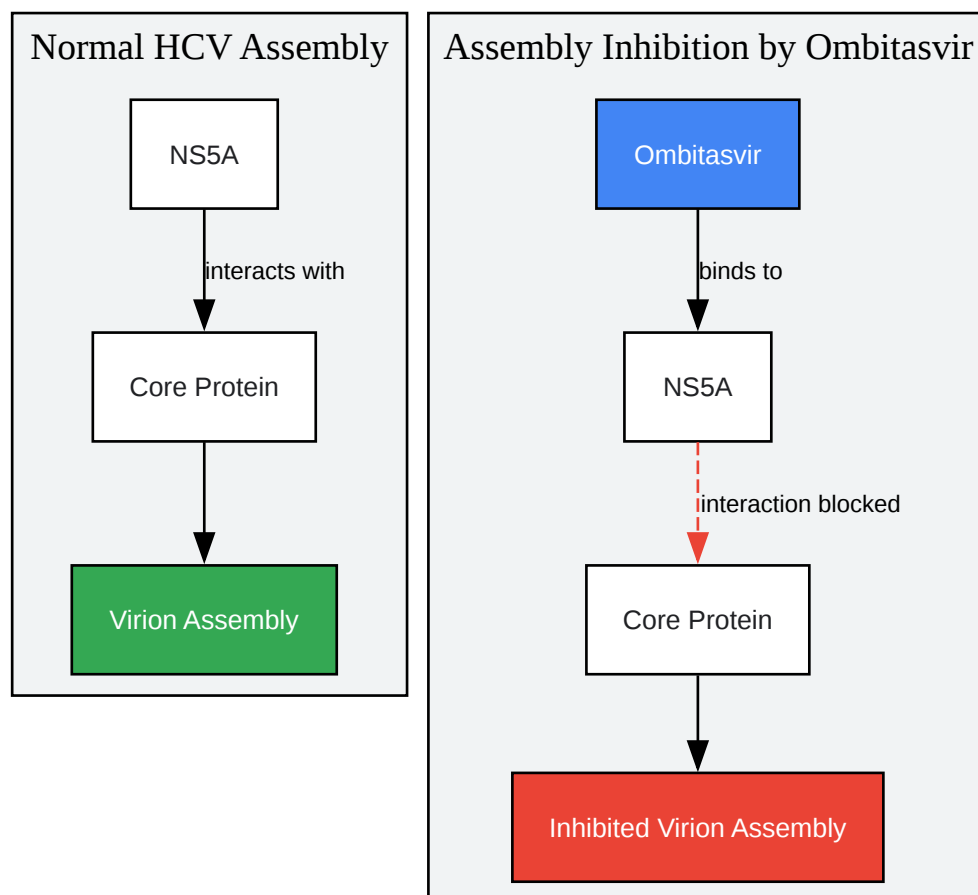 Normal HCV Assembly
NS5A
interacts with
Core Protein
Virion Assembly
Assembly Inhibition by Ombitasvir
Ombitasvir
binds to
NS5A
interaction blocked
Core Protein
Inhibited Virion Assembly